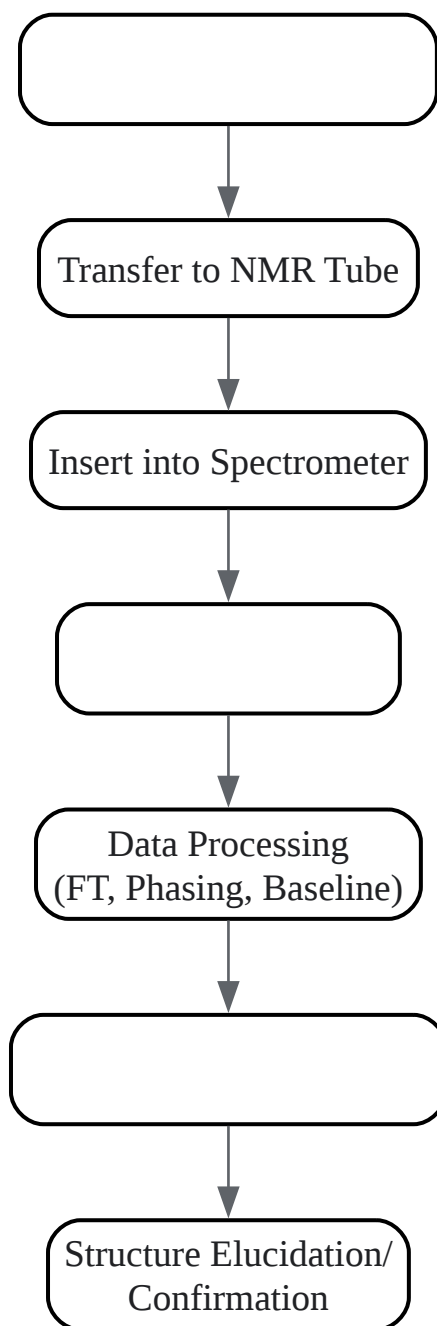 Transfer to NMR Tube
Insert into Spectrometer
Data Processing
(FT, Phasing, Baseline)
Structure Elucidation/
Confirmation